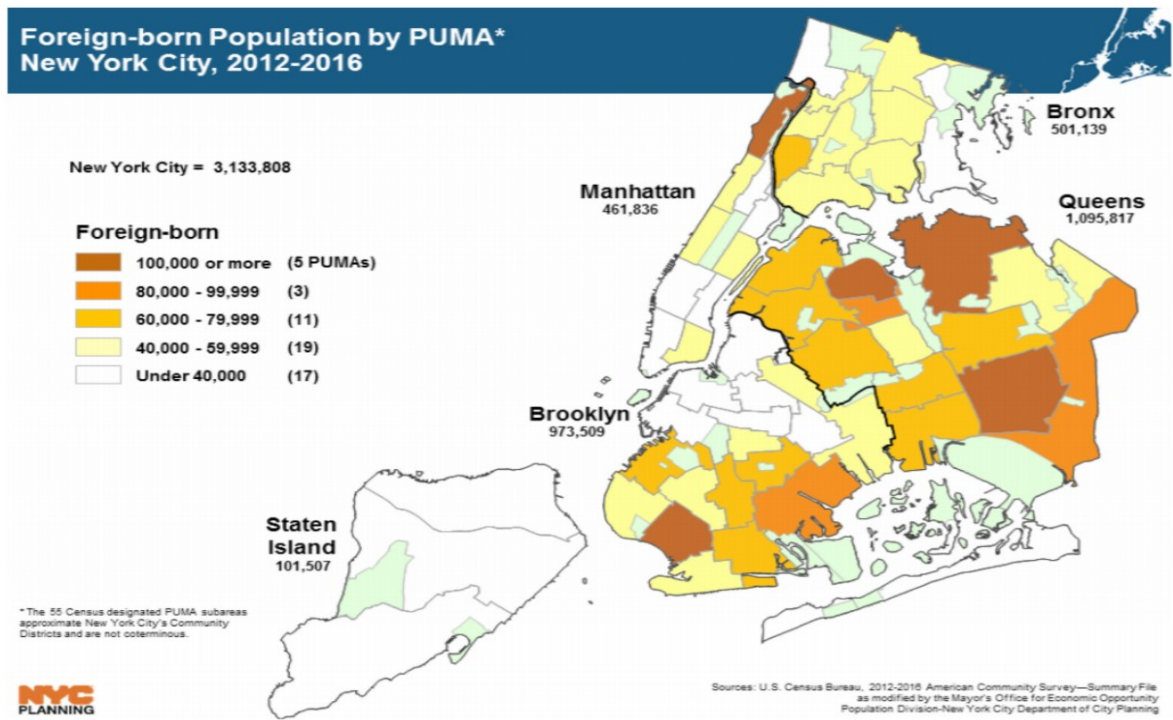 Foreign-born Population by PUMA*
New York City, 2012-2016
New York City = 3,133,808
Foreign-born
100,000 or more (5 PUMAs)
80,000 - 99,999 (3)
60,000 - 79,999 (11)
40,000 - 59,999 (19)
Under 40,000 (17)
Bronx
501,139
Manhattan
461,836
Queens
1,095,817
Brooklyn
973,509
Staten
Island
101,507
* The 55 Census designated PUMA subareas
approximate New York City's Community
Districts and are not coterminous.
NYC
PLANNING
Sources: U.S. Census Bureau, 2012-2016 American Community Survey—Summary File
as modified by the Mayor's Office for Economic Opportunity
Population Division-New York City Department of City Planning